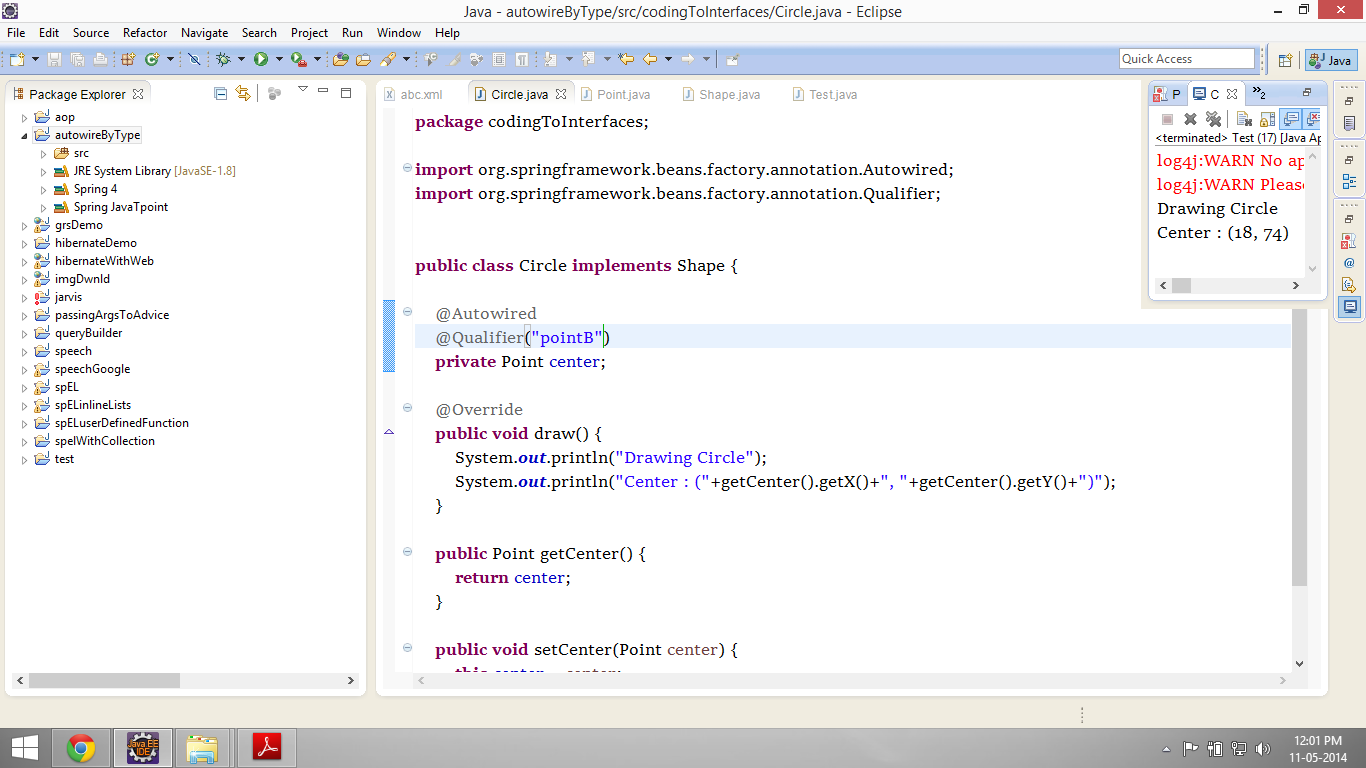 Java - autowireByType/src/codingToInterfaces/Circle.java - Eclipse
File Edit Source Refactor Navigate Search Project Run Window Help
Quick Access
Java
Package Explorer
aop
autowireByType
src
JRE System Library [JavaSE-1.8]
Spring 4
Spring JavaTpoint
grsDemo
hibernateDemo
hibernateWithWeb
imgDwnld
jarvis
passingArgsToAdvice
queryBuilder
speech
speechGoogle
spEL
spELinlineLists
spELuserDefinedFunction
spelWithCollection
test
abc.xml Circle.java Point.java Shape.java Test.java
package codingToInterfaces;
import org.springframework.beans.factory.annotation.Autowired;
import org.springframework.beans.factory.annotation.Qualifier;
public class Circle implements Shape {
@Autowired
@Qualifier("pointB")
private Point center;
@Override
public void draw() {
System.out.println("Drawing Circle");
System.out.println("Center : ("+getCenter().getX()+", "+getCenter().getY()+")");
}
public Point getCenter() {
return center;
}
public void setCenter(Point center) {
P C »2
<terminated> Test (17) [Java Ap
log4j:WARN No ap
log4j:WARN Please
Drawing Circle
Center : (18, 74)
Java EE
IDE
12:01 PM
11-05-2014